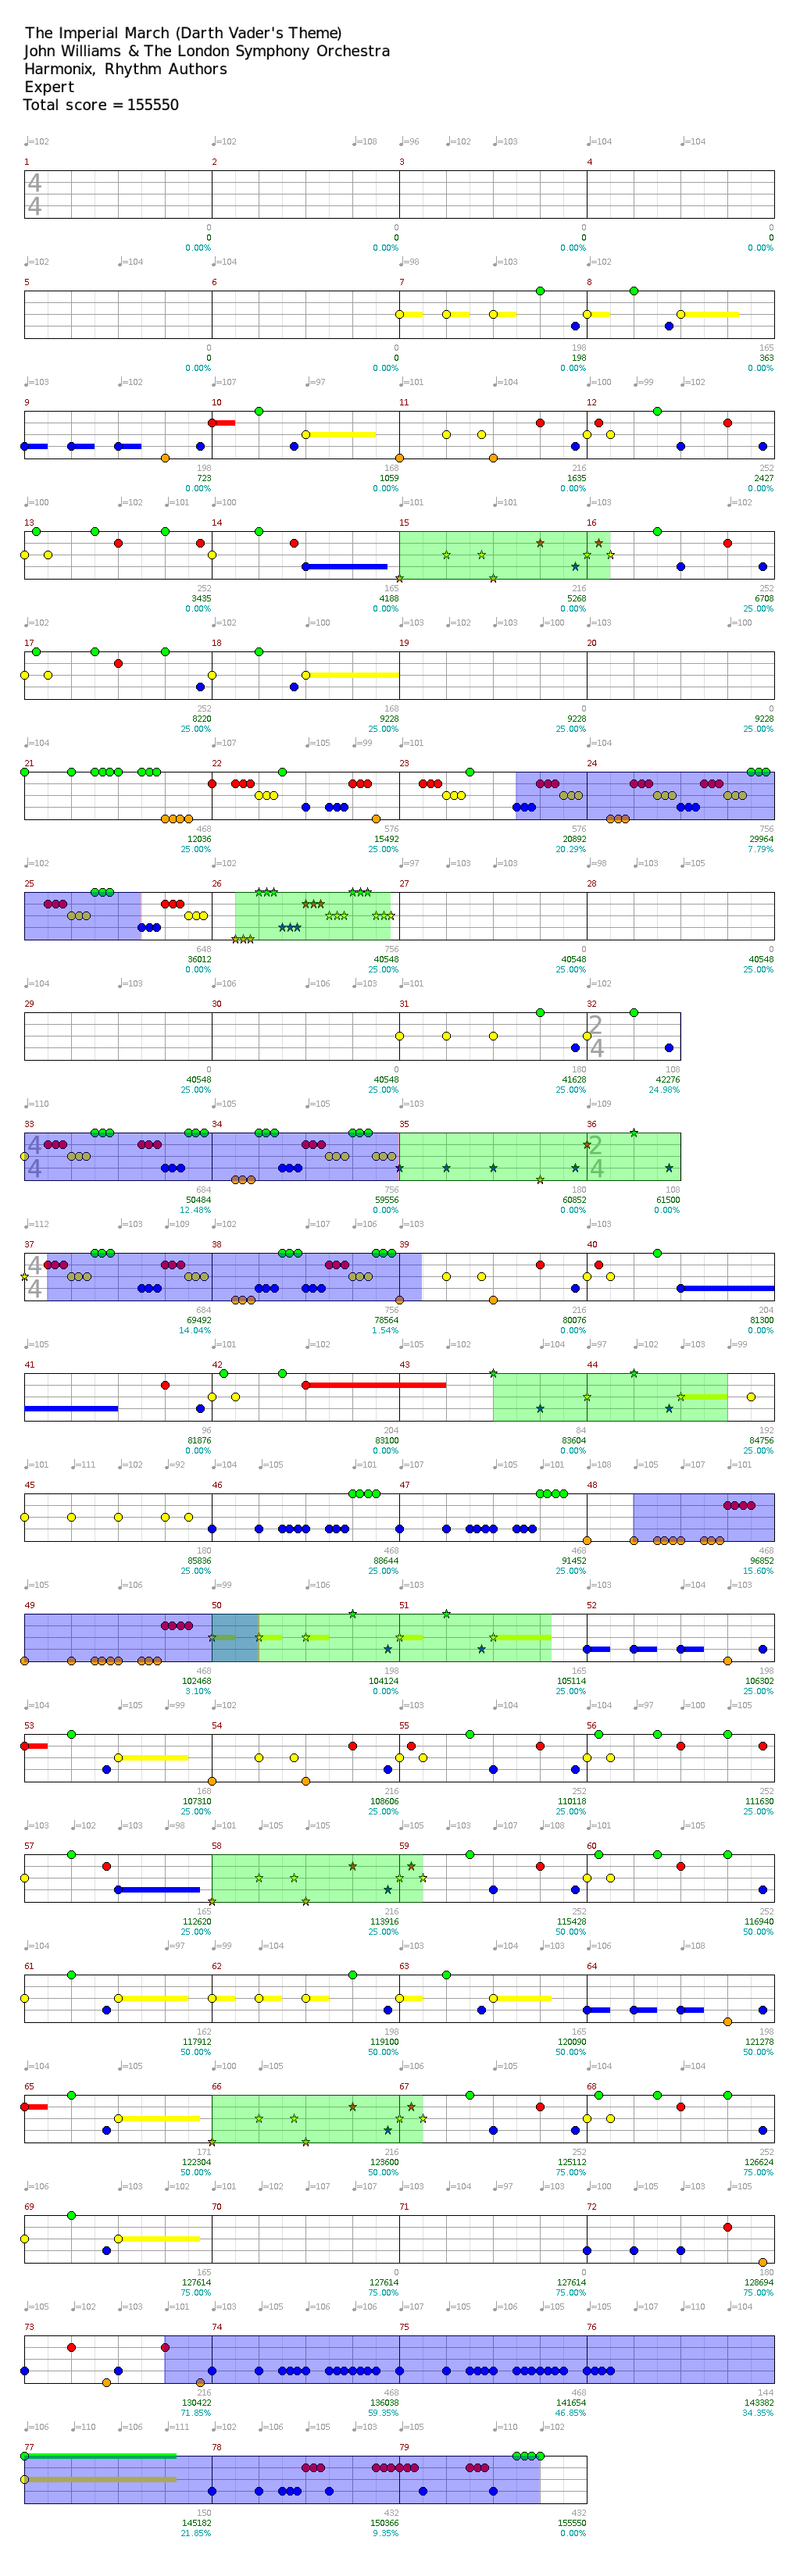 The Imperial March (Darth Vader's Theme)
John Williams & The London Symphony Orchestra
Harmonix, Rhythm Authors
Expert
Total score = 155550
♩=102 ♩=102 ♩=108 ♩=96 ♩=102 ♩=103 ♩=104 ♩=104
1 2 3 4
4
4
0 0 0 0
0 0 0 0
0.00% 0.00% 0.00% 0.00%
♩=102 ♩=104 ♩=104 ♩=98 ♩=103 ♩=102
5 6 7 8
0 0 198 165
0 0 198 363
0.00% 0.00% 0.00% 0.00%
♩=103 ♩=102 ♩=107 ♩=97 ♩=101 ♩=104 ♩=100 ♩=99 ♩=102
9 10 11 12
198 168 216 252
723 1059 1635 2427
0.00% 0.00% 0.00% 0.00%
♩=100 ♩=102 ♩=101 ♩=100 ♩=101 ♩=101 ♩=103 ♩=102
13 14 15 16
252 165 216 252
3435 4188 5268 6708
0.00% 0.00% 0.00% 25.00%
♩=102 ♩=102 ♩=100 ♩=103 ♩=102 ♩=103 ♩=100 ♩=103 ♩=100
17 18 19 20
252 168 0 0
8220 9228 9228 9228
25.00% 25.00% 25.00% 25.00%
♩=104 ♩=107 ♩=105 ♩=99 ♩=101 ♩=104
21 22 23 24
468 576 576 756
12036 15492 20892 29964
25.00% 25.00% 20.29% 7.79%
♩=102 ♩=102 ♩=97 ♩=103 ♩=98 ♩=103 ♩=105
25 26 27 28
648 756 0 0
36012 40548 40548 40548
0.00% 25.00% 25.00% 25.00%
♩=104 ♩=103 ♩=106 ♩=106 ♩=103 ♩=101 ♩=102
29 30 31 32
2
4
0 0 180 108
40548 40548 41628 42276
25.00% 25.00% 25.00% 24.98%
♩=110 ♩=105 ♩=105 ♩=103 ♩=109
33 34 35 36
4 2
4 4
684 756 180 108
50484 59556 60852 61500
12.48% 0.00% 0.00% 0.00%
♩=112 ♩=103 ♩=109 ♩=102 ♩=107 ♩=106 ♩=103 ♩=103
37 38 39 40
4
4
684 756 216 204
69492 78564 80076 81300
14.04% 1.54% 0.00% 0.00%
♩=105 ♩=101 ♩=102 ♩=105 ♩=102 ♩=104 ♩=97 ♩=102 ♩=103 ♩=99
41 42 43 44
96 204 84 192
81876 83100 83604 84756
0.00% 0.00% 0.00% 25.00%
♩=101 ♩=111 ♩=102 ♩=92 ♩=104 ♩=105 ♩=105 ♩=101 ♩=108 ♩=105 ♩=107 ♩=101
45 46 47 48
180 468 468 468
85836 88644 91452 96852
25.00% 25.00% 25.00% 15.60%
♩=105 ♩=106 ♩=99 ♩=106 ♩=101 ♩=102 ♩=103 ♩=104 ♩=103
49 50 51 52
468 198 165 198
102468 104124 105114 106302
3.10% 0.00% 25.00% 25.00%
♩=104 ♩=105 ♩=99 ♩=102 ♩=103 ♩=104 ♩=97 ♩=100 ♩=105
53 54 55 56
168 216 252 252
107310 108606 110118 111630
25.00% 25.00% 25.00% 25.00%
♩=103 ♩=102 ♩=103 ♩=98 ♩=101 ♩=105 ♩=105 ♩=105 ♩=103 ♩=107 ♩=108 ♩=101 ♩=105
57 58 59 60
165 216 252 252
112620 113916 115428 116940
25.00% 25.00% 50.00% 50.00%
♩=104 ♩=97 ♩=99 ♩=104 ♩=103 ♩=104 ♩=103 ♩=106 ♩=108
61 62 63 64
162 198 165 198
117912 119100 120090 121278
50.00% 50.00% 50.00% 50.00%
♩=104 ♩=105 ♩=100 ♩=105 ♩=106 ♩=105 ♩=104 ♩=104
65 66 67 68
171 216 252 252
122304 123600 125112 126624
50.00% 50.00% 75.00% 75.00%
♩=106 ♩=103 ♩=102 ♩=101 ♩=102 ♩=100 ♩=107 ♩=103 ♩=104 ♩=97 ♩=103 ♩=100 ♩=105 ♩=103 ♩=105
69 70 71 72
165 0 0 180
127614 127614 127614 128694
75.00% 75.00% 75.00% 75.00%
♩=105 ♩=102 ♩=103 ♩=101 ♩=103 ♩=105 ♩=106 ♩=106 ♩=105 ♩=106 ♩=106 ♩=105 ♩=107 ♩=110 ♩=104
73 74 75 76
216 468 468 144
130422 136038 141654 143382
71.85% 59.35% 46.85% 34.35%
♩=106 ♩=110 ♩=106 ♩=111 ♩=102 ♩=106 ♩=105 ♩=103 ♩=105 ♩=110 ♩=102
77 78 79
150 432 432
145182 150366 155550
21.85% 9.35% 0.00%